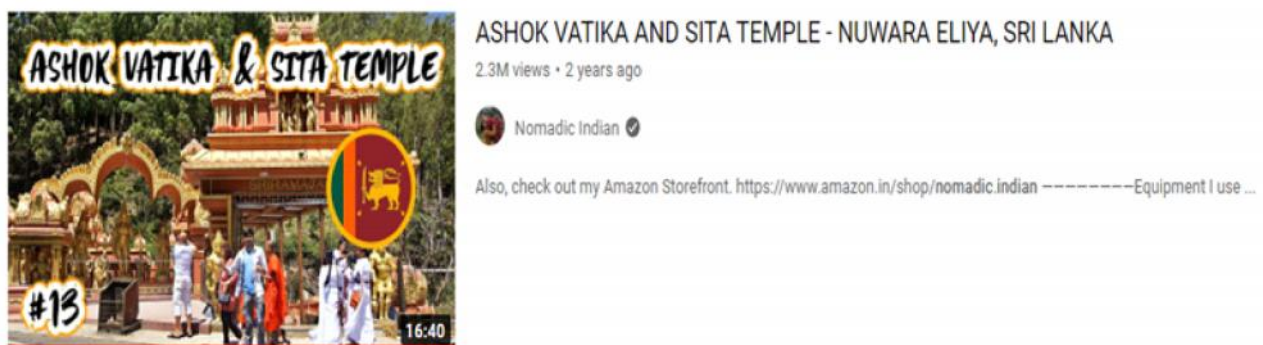 ASHOK VATIKA & SITA TEMPLE
#13
16:40
ASHOK VATIKA AND SITA TEMPLE - NUWARA ELIYA, SRI LANKA
2.3M views • 2 years ago
Nomadic Indian
Also, check out my Amazon Storefront. https://www.amazon.in/shop/nomadic.indian ————————Equipment I use ...